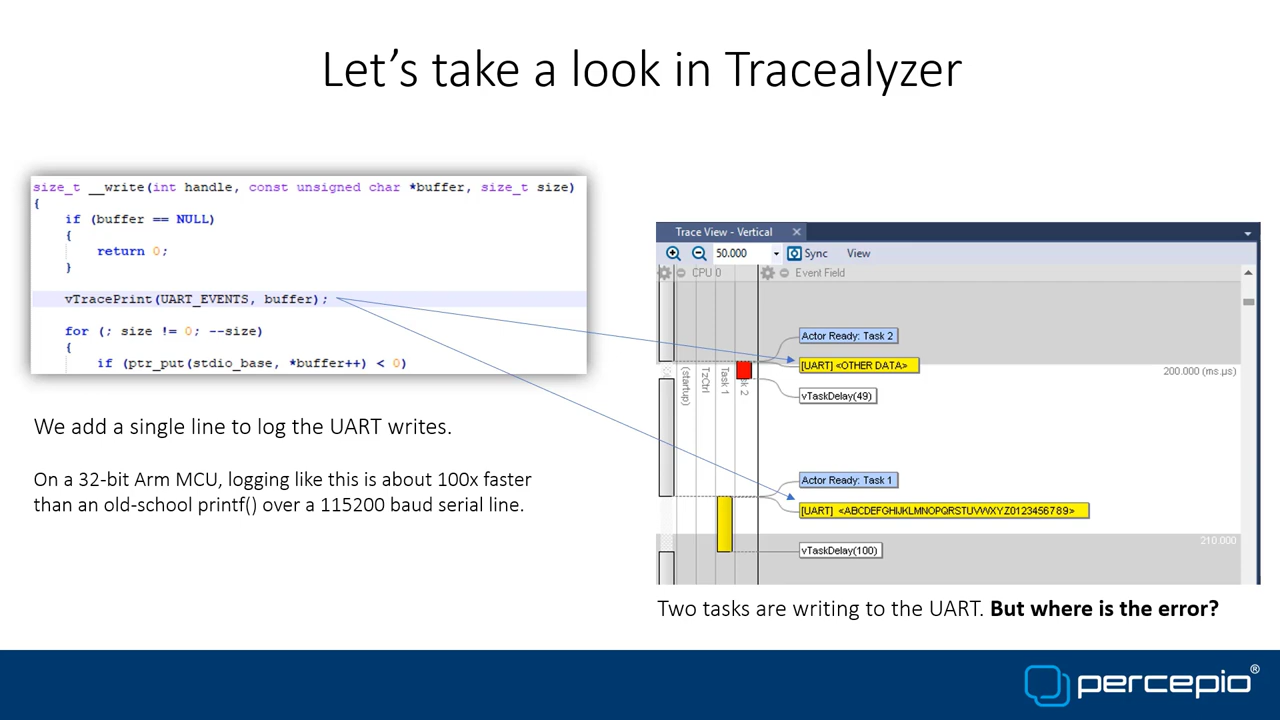 Let's take a look in Tracealyzer
size_t __write(int handle, const unsigned char *buffer, size_t size)
{
if (buffer == NULL)
{
return 0;
}
vTracePrint(UART_EVENTS, buffer);
for (; size != 0; --size)
{
if (ptr_put(stdio_base, *buffer++) < 0)
We add a single line to log the UART writes.
On a 32-bit Arm MCU, logging like this is about 100x faster
than an old-school printf() over a 115200 baud serial line.
Trace View - Vertical
50.000
Sync
View
CPU 0
Event Field
Actor Ready: Task 2
[UART] <OTHER DATA>
200.000 (ms.µs)
(startup)
TzCtrl
Task 1
k 2
vTaskDelay(49)
Actor Ready: Task 1
[UART] <ABCDEFGHIJKLMNOPQRSTUVWXYZ0123456789>
210.000
vTaskDelay(100)
Two tasks are writing to the UART. But where is the error?
percepio®